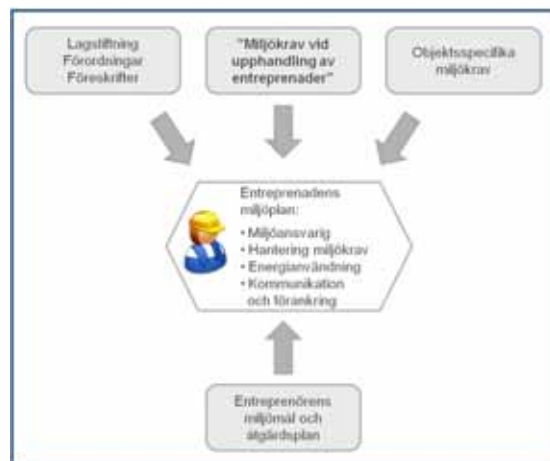 Lagstiftning
Förordningar
Föreskrifter
"Miljökrav vid
upphandling av
entreprenader"
Objektsspecifika
miljökrav
Entreprenadens
miljöplan:
• Miljöansvarig
• Hantering miljökrav
• Energianvändning
• Kommunikation
och förankring
Entreprenörens
miljömål och
åtgärdsplan